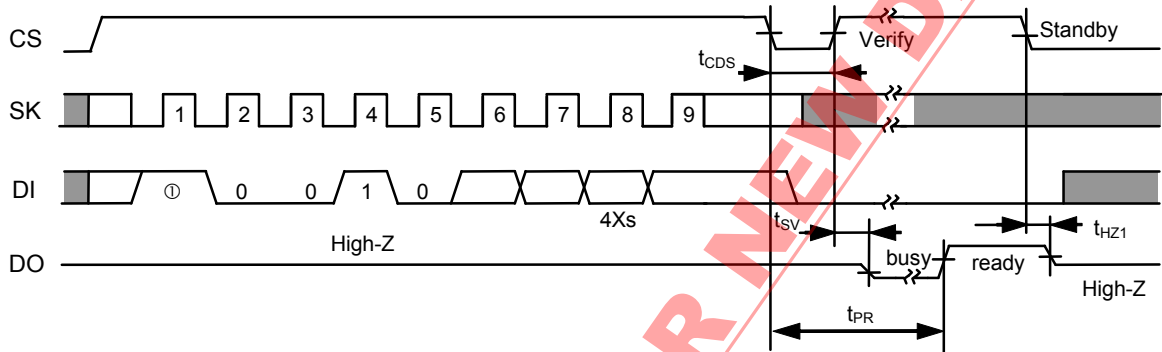 CS
Verify
Standby
tCDS
SK
1 2 3 4 5 6 7 8 9
DI
① 0 0 1 0
4Xs
tSV
tHZ1
High-Z
DO
busy
ready
High-Z
tPR
R NEW D